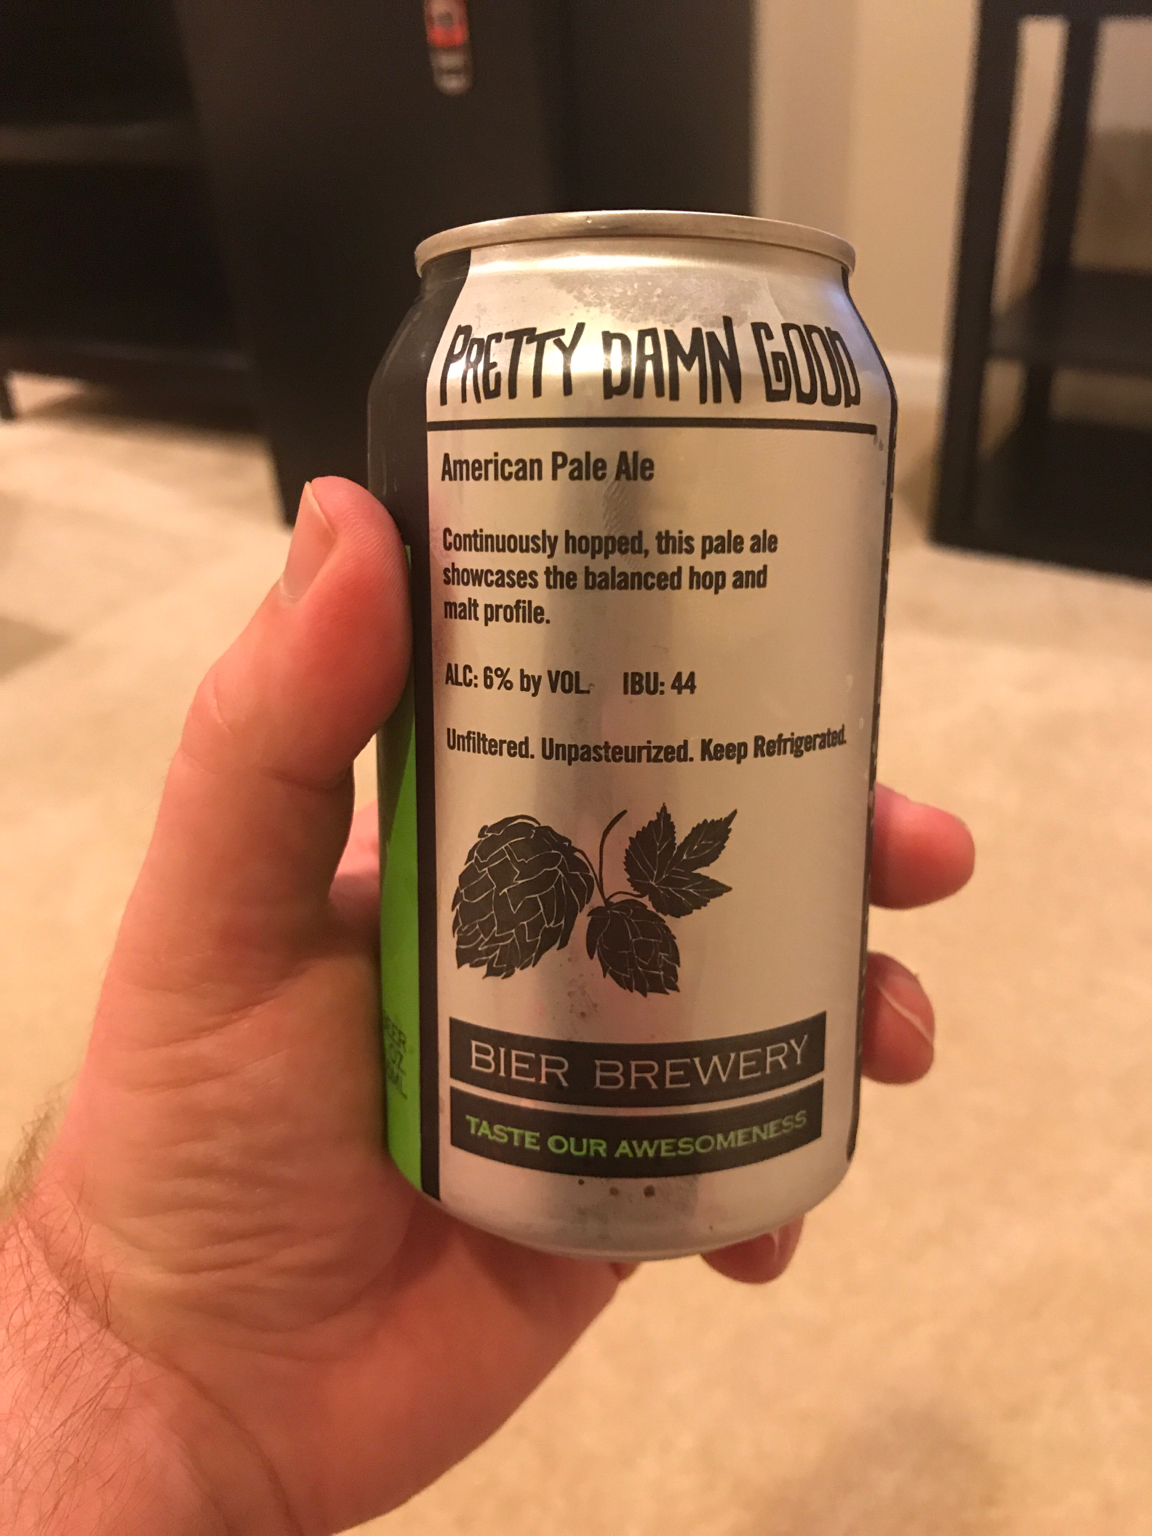 PRETTY DAMN GOOD
American Pale Ale
Continuously hopped, this pale ale
showcases the balanced hop and
malt profile.
ALC: 6% by VOL. IBU: 44
Unfiltered. Unpasteurized. Keep Refrigerated.
BIER BREWERY
TASTE OUR AWESOMENESS